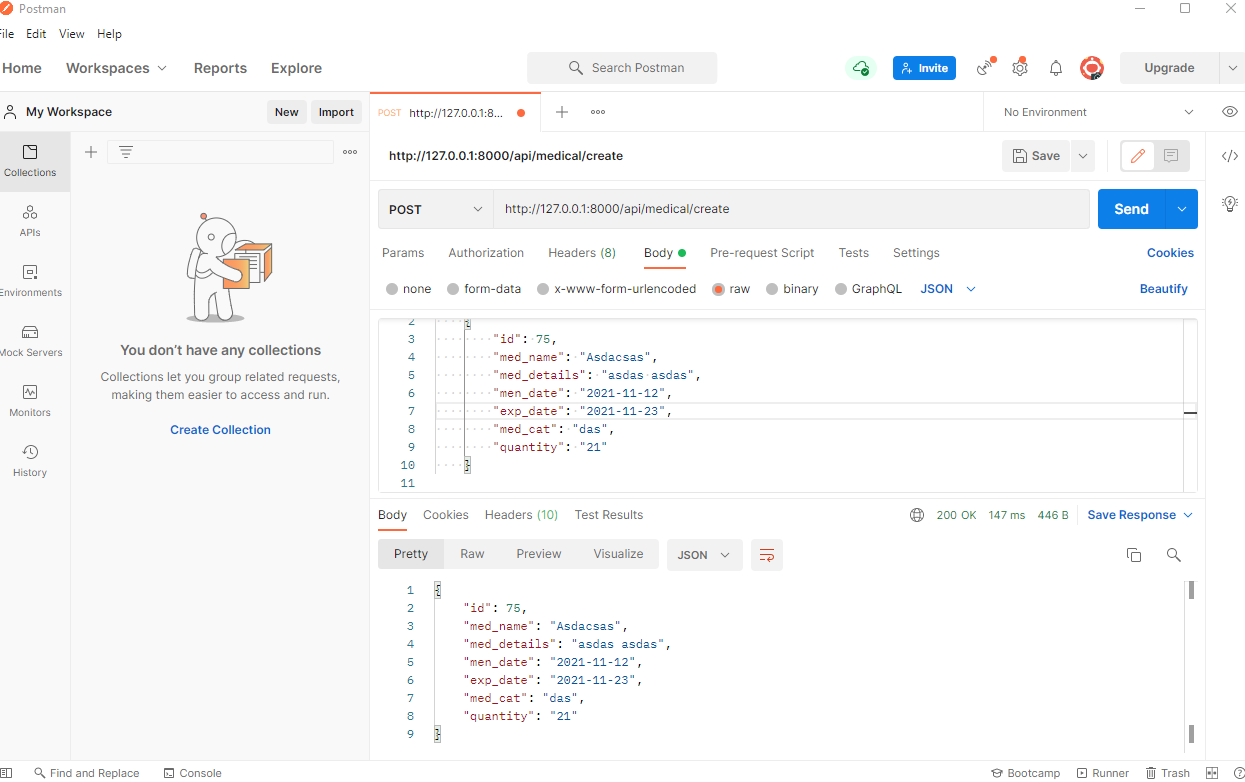 Postman
File Edit View Help
Home Workspaces Reports Explore Search Postman Invite Upgrade
My Workspace New Import POST http://127.0.0.1:8... No Environment
http://127.0.0.1:8000/api/medical/create Save
Collections
APIs
Environments
Mock Servers
Monitors
History
You don't have any collections
Collections let you group related requests,
making them easier to access and run.
Create Collection
POST http://127.0.0.1:8000/api/medical/create Send
Params Authorization Headers (8) Body Pre-request Script Tests Settings Cookies
none form-data x-www-form-urlencoded raw binary GraphQL JSON Beautify
2 {
3 "id": 75,
4 "med_name": "Asdacsas",
5 "med_details": "asdas asdas",
6 "men_date": "2021-11-12",
7 "exp_date": "2021-11-23",
8 "med_cat": "das",
9 "quantity": "21"
10 }
11
Body Cookies Headers (10) Test Results 200 OK 147 ms 446 B Save Response
Pretty Raw Preview Visualize JSON
1 {
2 "id": 75,
3 "med_name": "Asdacsas",
4 "med_details": "asdas asdas",
5 "men_date": "2021-11-12",
6 "exp_date": "2021-11-23",
7 "med_cat": "das",
8 "quantity": "21"
9 }
Find and Replace Console Bootcamp Runner Trash